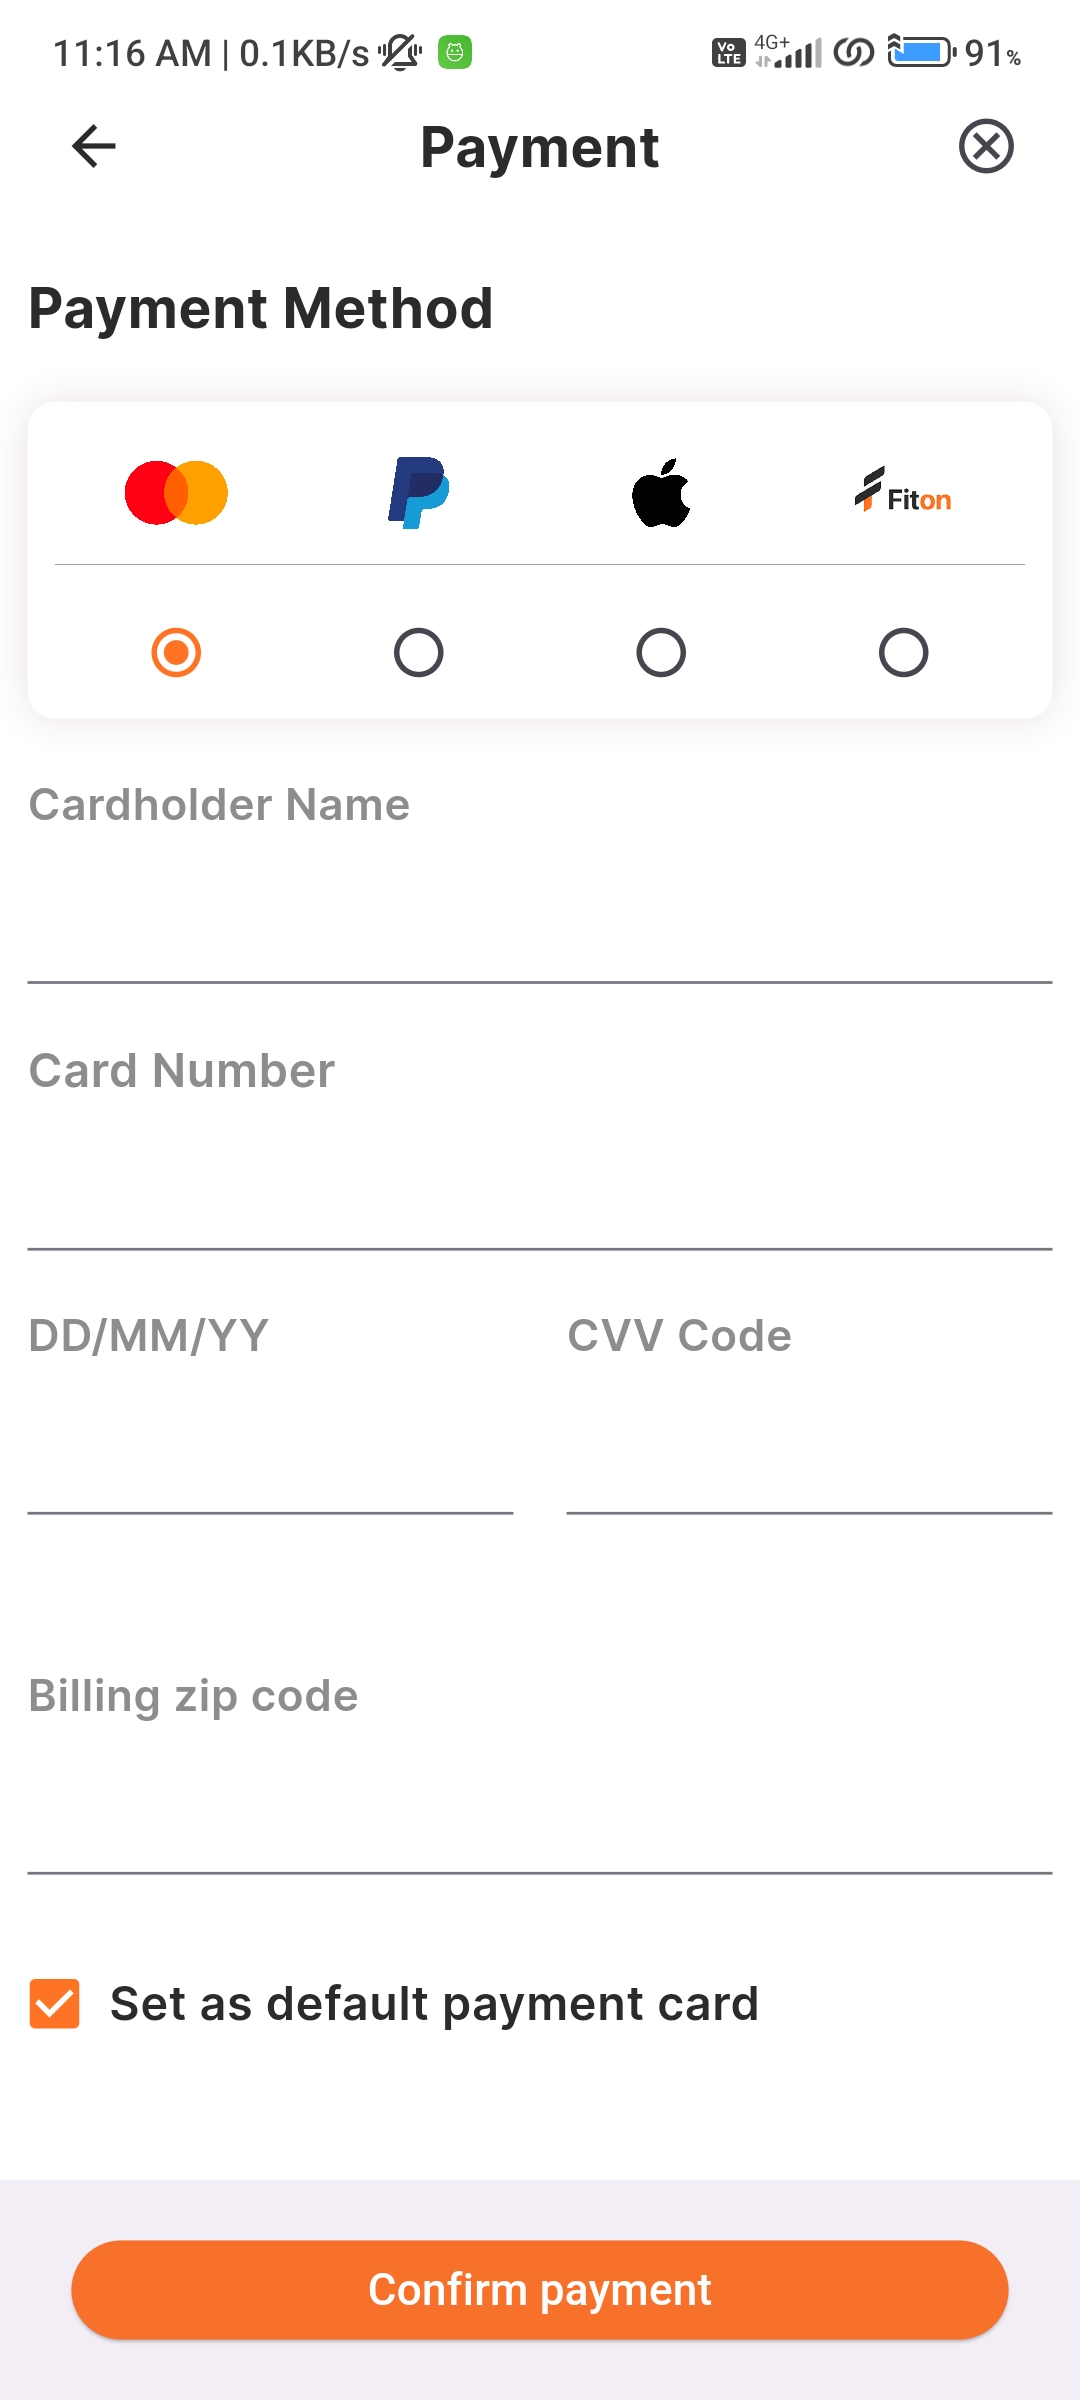 11:16 AM | 0.1KB/s Vo LTE 4G+ 91%
Payment
Payment Method
Fiton
Cardholder Name
Card Number
DD/MM/YY CVV Code
Billing zip code
Set as default payment card
Confirm payment